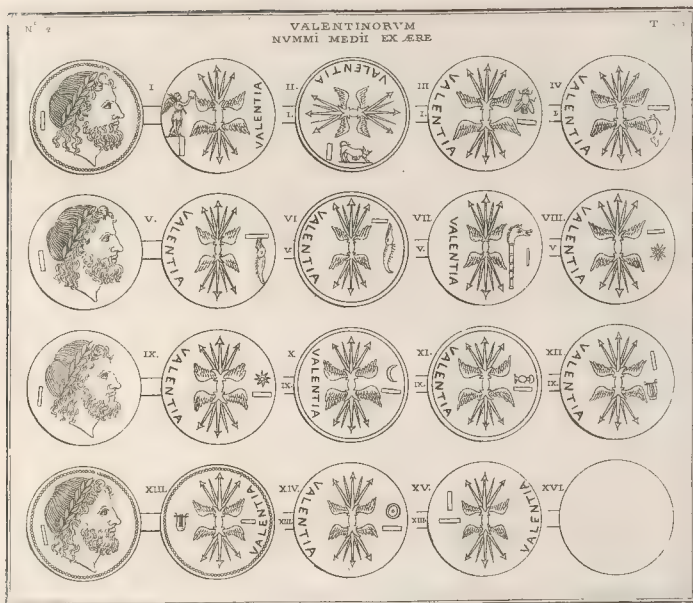 VALENTINORVM
T
NVMMI MEDII EX ÆRE
I
VALENTIA
II.
I.
VALENTIA
III
I.
VALENTIA
IV
I.
VALENTIA
V.
VALENTIA
VI
V.
VALENTIA
VII.
V.
VALENTIA
VIII.
V
VALENTIA
IX.
VALENTIA
X.
IX.
VALENTIA
XI.
IX.
VALENTIA
XII
IX.
VALENTIA
XIII.
VALENTIA
XIV.
XIII.
VALENTIA
XV.
XIII.
VALENTIA
XVI.